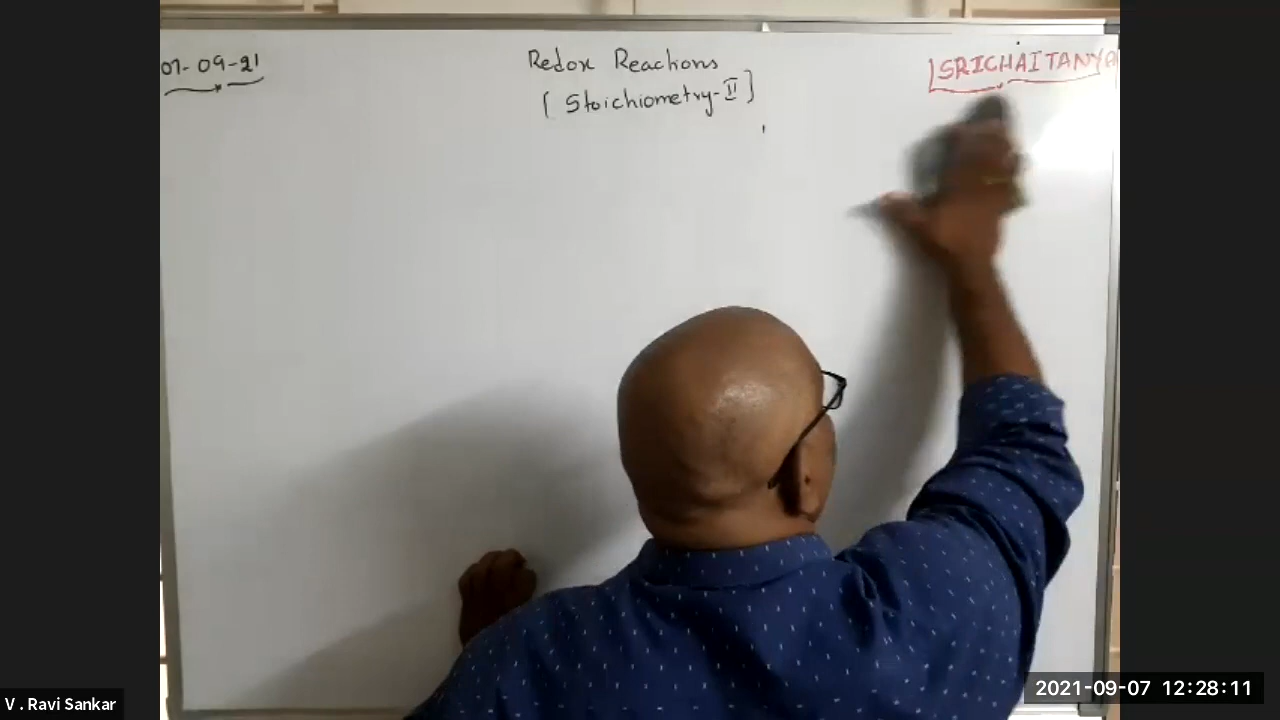 07-09-21
Redox Reactions
[Stoichiometry-II]
SRICHAITANYA
V . Ravi Sankar
2021-09-07 12:28:11